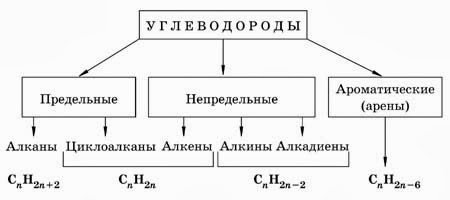 УГЛЕВОДОРОДЫ
Предельные
Непредельные
Ароматические
(арены)
Алканы Циклоалканы Алкены Алкины Алкадиены
CₙH₂ₙ₊₂ CₙH₂ₙ CₙH₂ₙ₋₂ CₙH₂ₙ₋₆